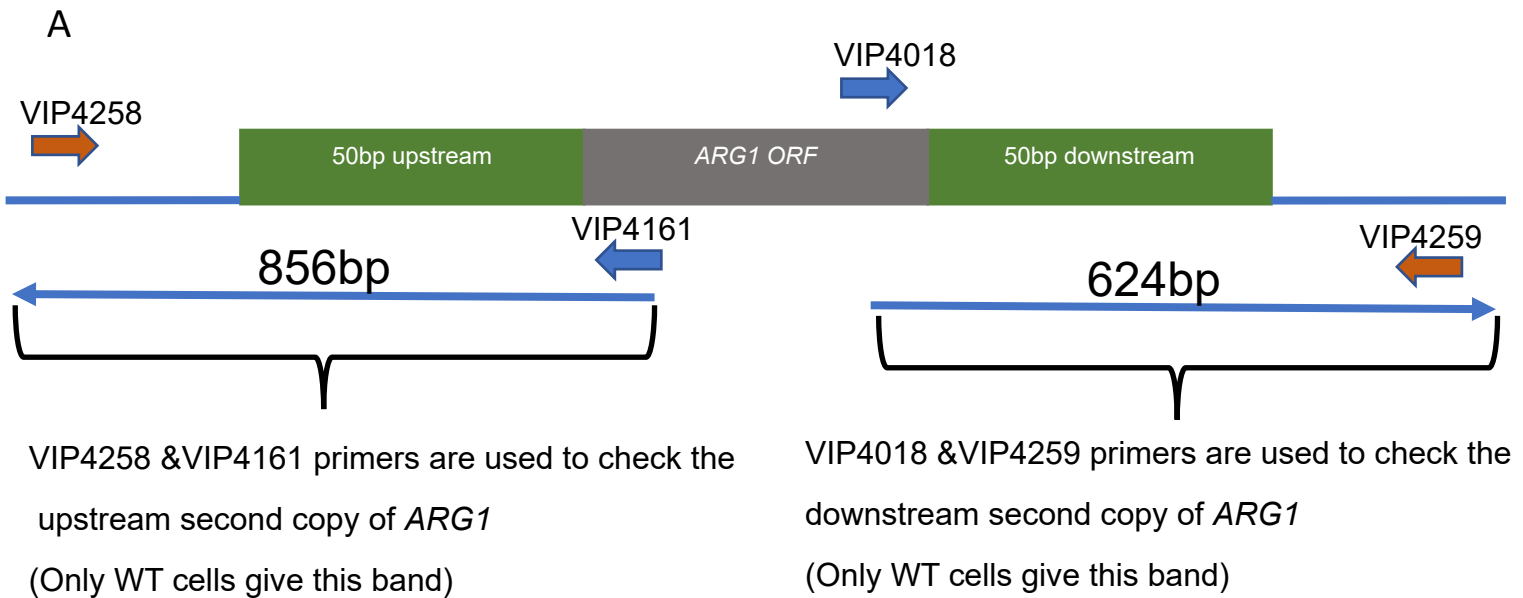 A
VIP4018
VIP4258
50bp upstream
ARG1 ORF
50bp downstream
VIP4161
VIP4259
856bp
624bp
VIP4258 &VIP4161 primers are used to check the
upstream second copy of ARG1
(Only WT cells give this band)
VIP4018 &VIP4259 primers are used to check the
downstream second copy of ARG1
(Only WT cells give this band)